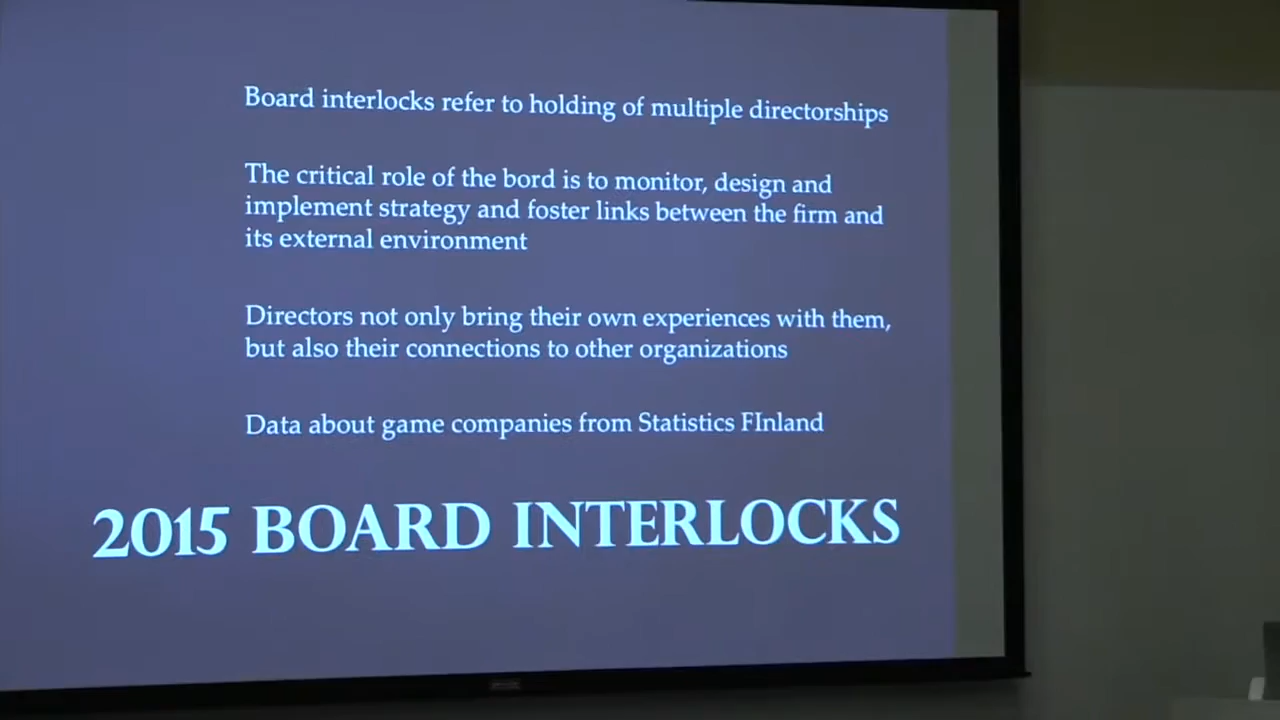 Board interlocks refer to holding of multiple directorships
The critical role of the bord is to monitor, design and
implement strategy and foster links between the firm and
its external environment
Directors not only bring their own experiences with them,
but also their connections to other organizations
Data about game companies from Statistics FInland
2015 BOARD INTERLOCKS